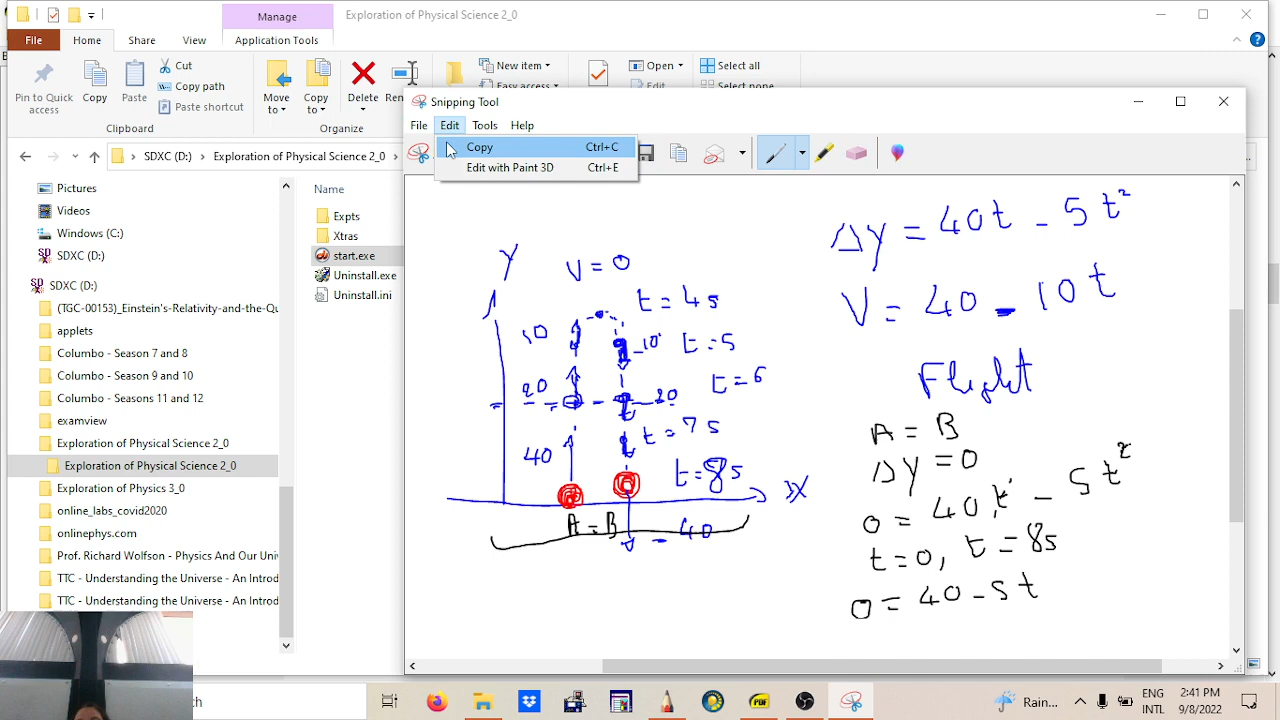 Manage
Exploration of Physical Science 2_0
File
Home
Share
View
Application Tools
Pin to Quick access
Copy
Paste
Cut
Copy path
Paste shortcut
Move to
Copy to
Delete
New item
Easy access
Open
Edit
Select all
Select none
Clipboard
Organize
SDXC (D:)
Exploration of Physical Science 2_0
Pictures
Videos
Windows (C:)
SDXC (D:)
(TGC-00153)_Einstein's-Relativity-and-the-Qu
applets
Columbo - Season 7 and 8
Columbo - Season 9 and 10
Columbo - Seasons 11 and 12
examview
Exploration of Physical Science 2_0
Exploration of Physical Science 2_0
Exploration of Physics 3_0
online_labs_covid2020
onlinephys.com
Prof. Richard Wolfson - Physics And Our Univ
TTC - Understanding the Universe - An Introd
TTC - Understanding the Universe - An Introd
Name
Expts
Xtras
start.exe
Uninstall.exe
Uninstall.ini
Snipping Tool
File Edit Tools Help
Copy Ctrl+C
Edit with Paint 3D Ctrl+E
Y
V = 0
t = 4s
10
-10
t = 5
t = 6
20
-20
t = 7s
40
t = 8s
X
A = B
- 40
Δy = 40t - 5t²
V = 40 - 10t
Flight
A = B
Δy = 0
0 = 40t - 5t²
t=0, t = 8s
0 = 40 - 5t
Rain...
ENG
INTL
2:41 PM
9/8/2022